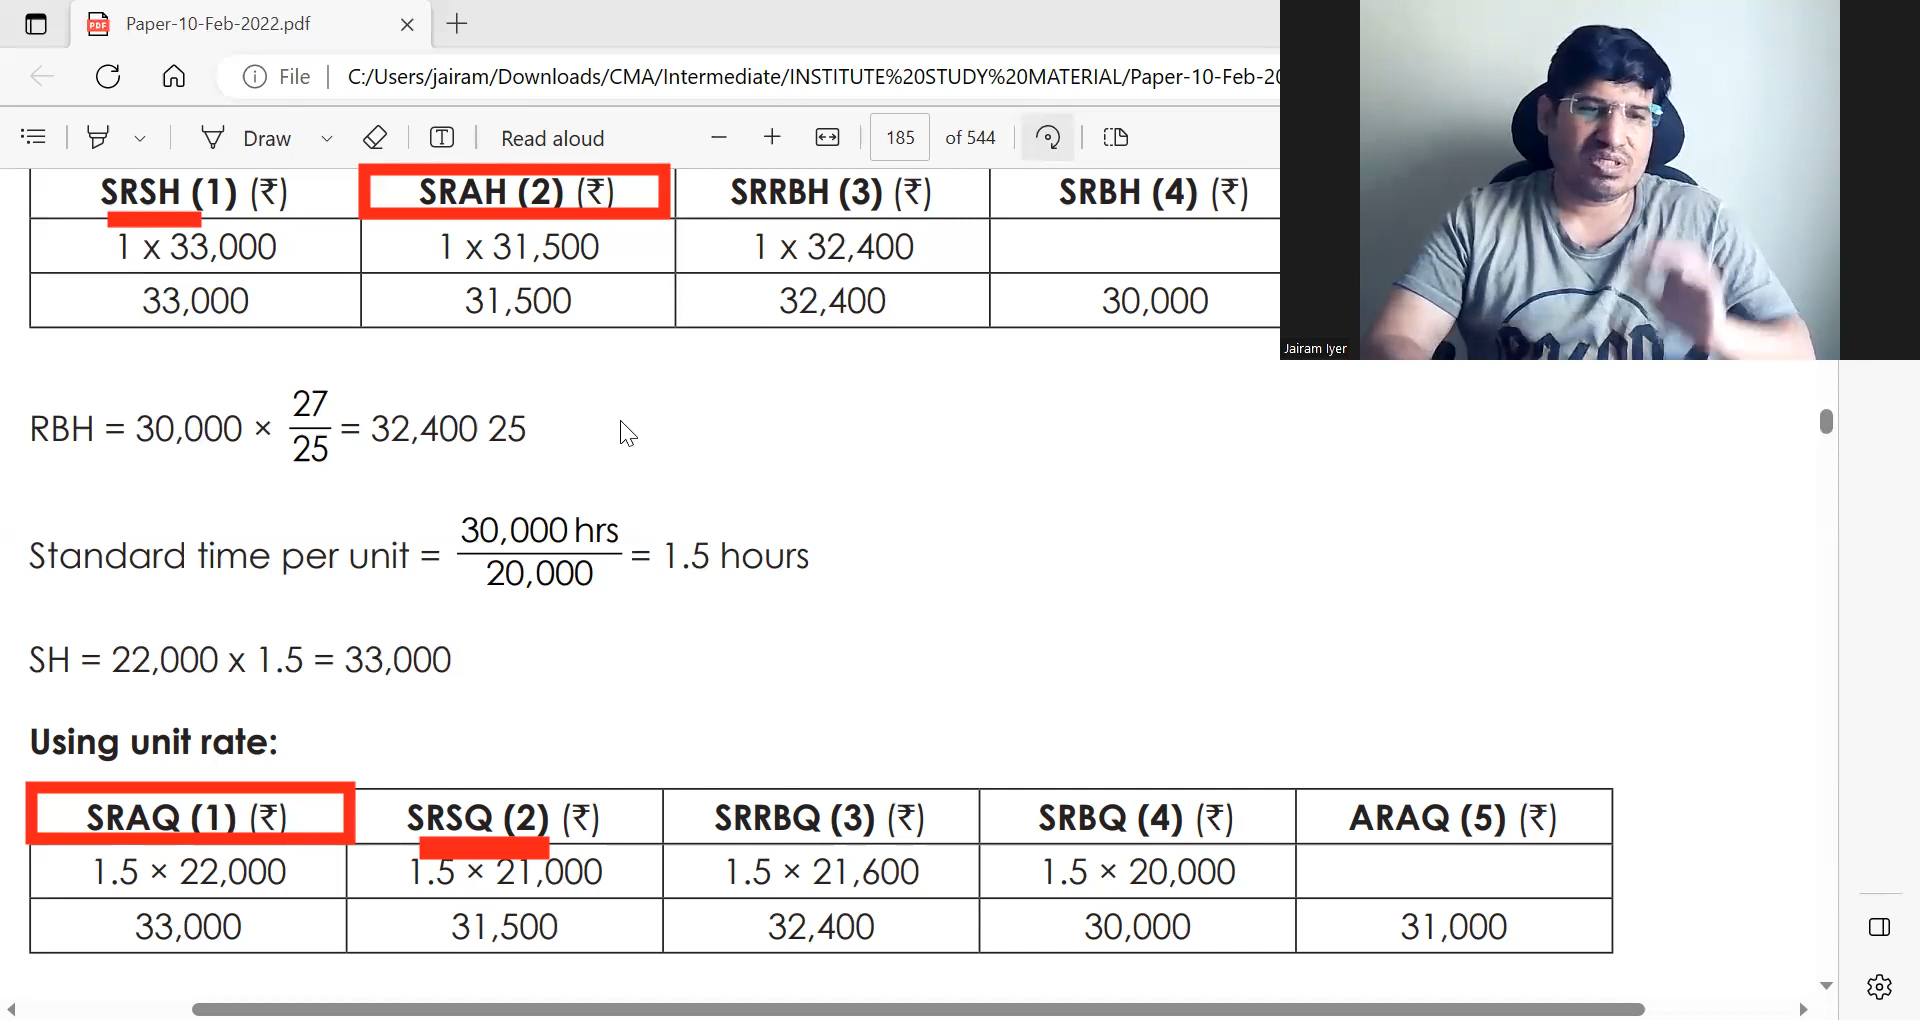 Paper-10-Feb-2022.pdf
File | C:/Users/jairam/Downloads/CMA/Intermediate/INSTITUTE%20STUDY%20MATERIAL/Paper-10-Feb-20
Draw Read aloud 185 of 544
SRSH (1) (₹) SRAH (2) (₹) SRRBH (3) (₹) SRBH (4) (₹)
1 x 33,000 1 x 31,500 1 x 32,400
33,000 31,500 32,400 30,000
Jairam Iyer
RBH = 30,000 × 27/25 = 32,400 25
Standard time per unit = 30,000 hrs/20,000 = 1.5 hours
SH = 22,000 x 1.5 = 33,000
Using unit rate:
SRAQ (1) (₹) SRSQ (2) (₹) SRRBQ (3) (₹) SRBQ (4) (₹) ARAQ (5) (₹)
1.5 × 22,000 1.5 × 21,000 1.5 × 21,600 1.5 × 20,000
33,000 31,500 32,400 30,000 31,000